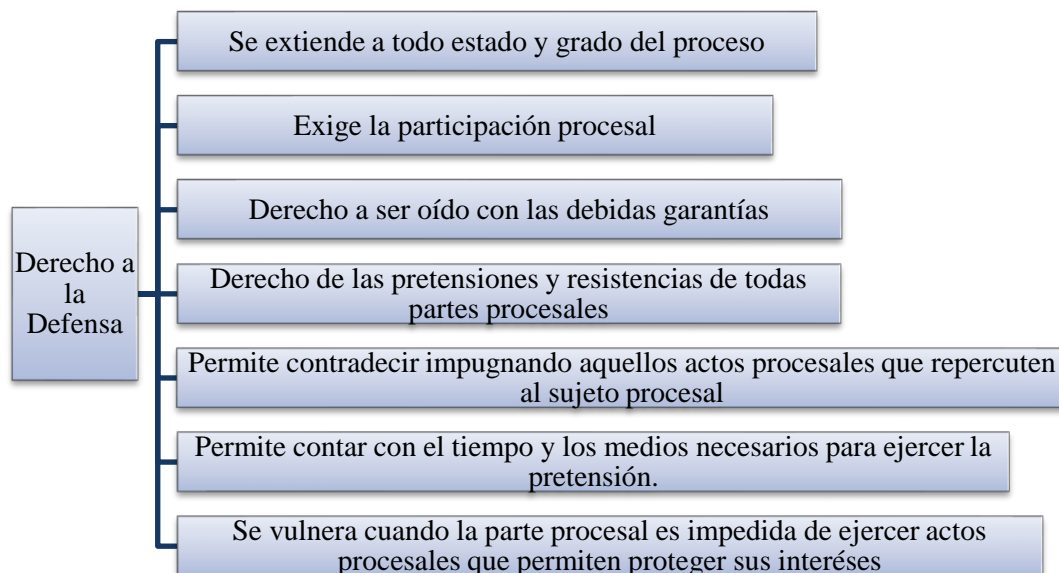 Se extiende a todo estado y grado del proceso
Exige la participación procesal
Derecho a ser oído con las debidas garantías
Derecho a
la
Defensa
Derecho de las pretensiones y resistencias de todas
partes procesales
Permite contradecir impugnando aquellos actos procesales que repercuten
al sujeto procesal
Permite contar con el tiempo y los medios necesarios para ejercer la
pretensión.
Se vulnera cuando la parte procesal es impedida de ejercer actos
procesales que permiten proteger sus interéses